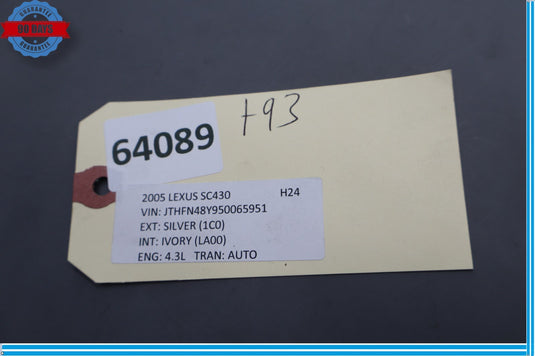 GUARANTEE
90 DAYS
GUARANTEE
64089
t93
2005 LEXUS SC430 H24
VIN: JTHFN48Y950065951
EXT: SILVER (1C0)
INT: IVORY (LA00)
ENG: 4.3L TRAN: AUTO